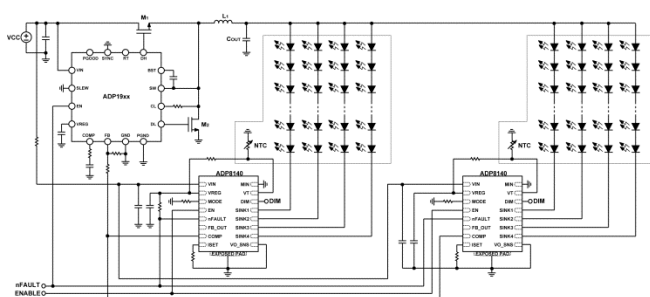 VCC
M1
L1
COUT
PGOOD SYNC RT DH
VIN
SLEW
EN
VREG
ADP19xx
BST
SW
CL
DL
COMP FB GND PGND
M2
NTC
ADP8140
VIN
VREG
MODE
EN
nFAULT
FB_OUT
COMP
ISET
MIN
VT
DIM
SINK1
SINK2
SINK3
SINK4
VO_SNS
EXPOSED PAD
DIM
NTC
ADP8140
VIN
VREG
MODE
EN
nFAULT
FB_OUT
COMP
ISET
MIN
VT
DIM
SINK1
SINK2
SINK3
SINK4
VO_SNS
EXPOSED PAD
DIM
nFAULT
ENABLE